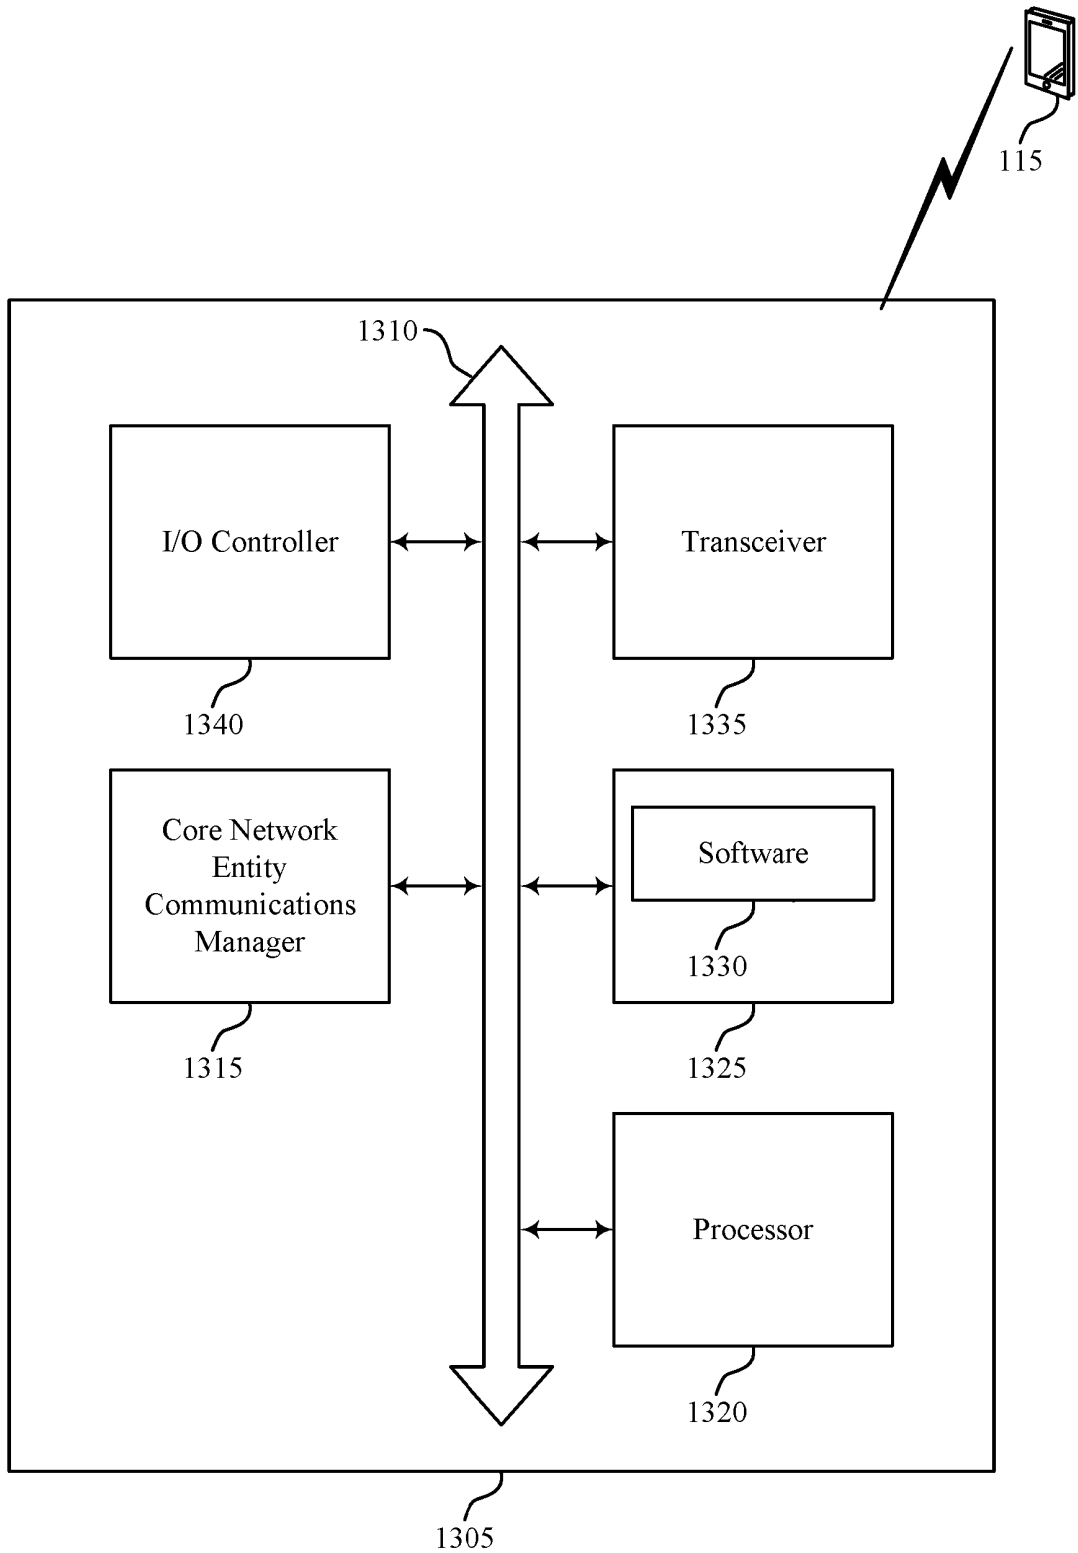 115
1310
I/O Controller
Transceiver
1340
1335
Core Network
Entity
Communications
Manager
Software
1330
1315
1325
Processor
1320
1305